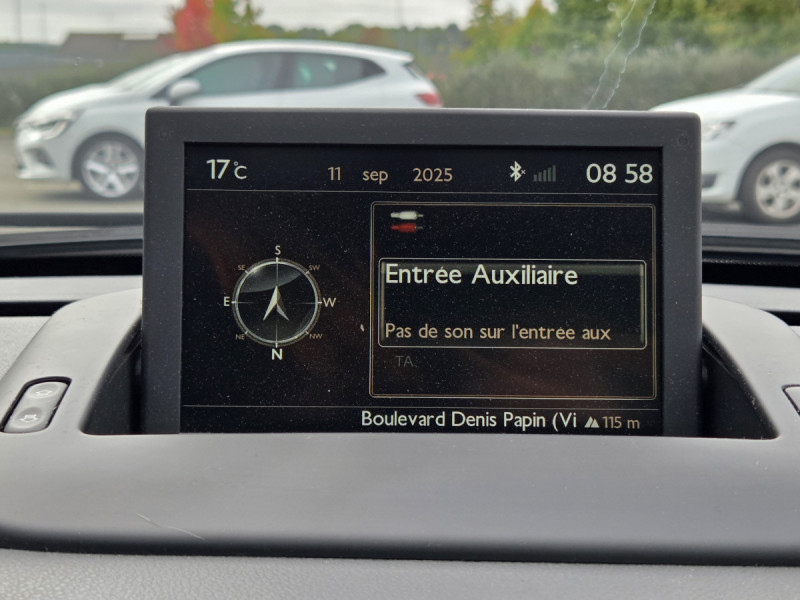 17°C 11 sep 2025 08 58
S
SE SW
E W
NE NW
N
Entrée Auxiliaire
Pas de son sur l'entrée aux
TA
Boulevard Denis Papin (Vi 115 m